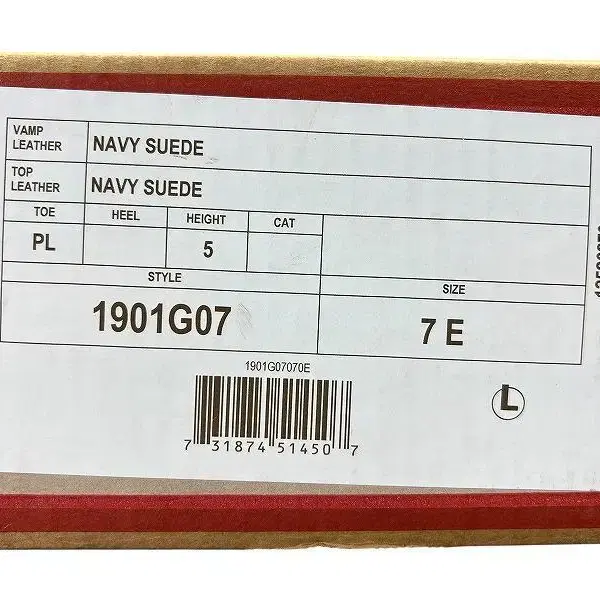 VAMP
LEATHER
NAVY SUEDE
TOP
LEATHER
NAVY SUEDE
TOE HEEL HEIGHT CAT
PL 5
STYLE SIZE
1901G07 7 E
1901G07070E
L
7 31874 51450 7